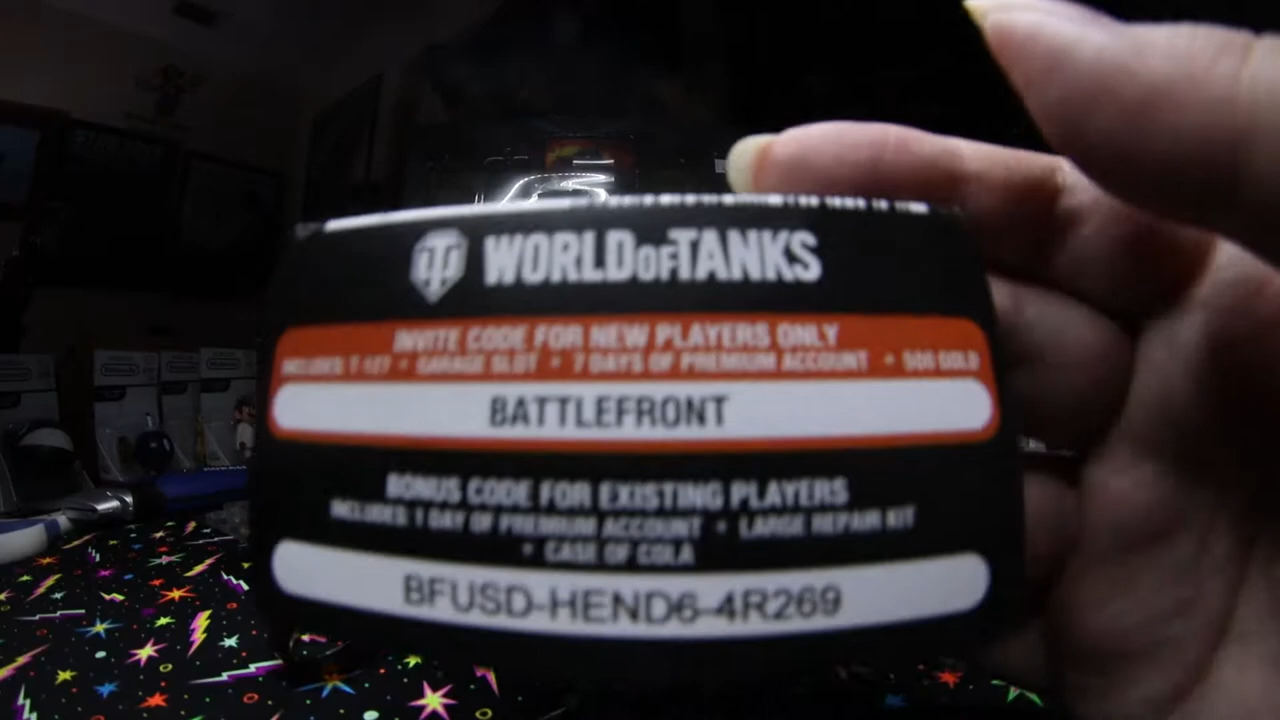 WORLD OF TANKS
INVITE CODE FOR NEW PLAYERS ONLY
INCLUDES T-127 • GARAGE SLOT • 7 DAYS OF PREMIUM ACCOUNT • 500 GOLD
BATTLEFRONT
BONUS CODE FOR EXISTING PLAYERS
INCLUDES 1 DAY OF PREMIUM ACCOUNT • LARGE REPAIR KIT
• CASE OF COLA
BFUSD-HEND6-4R269